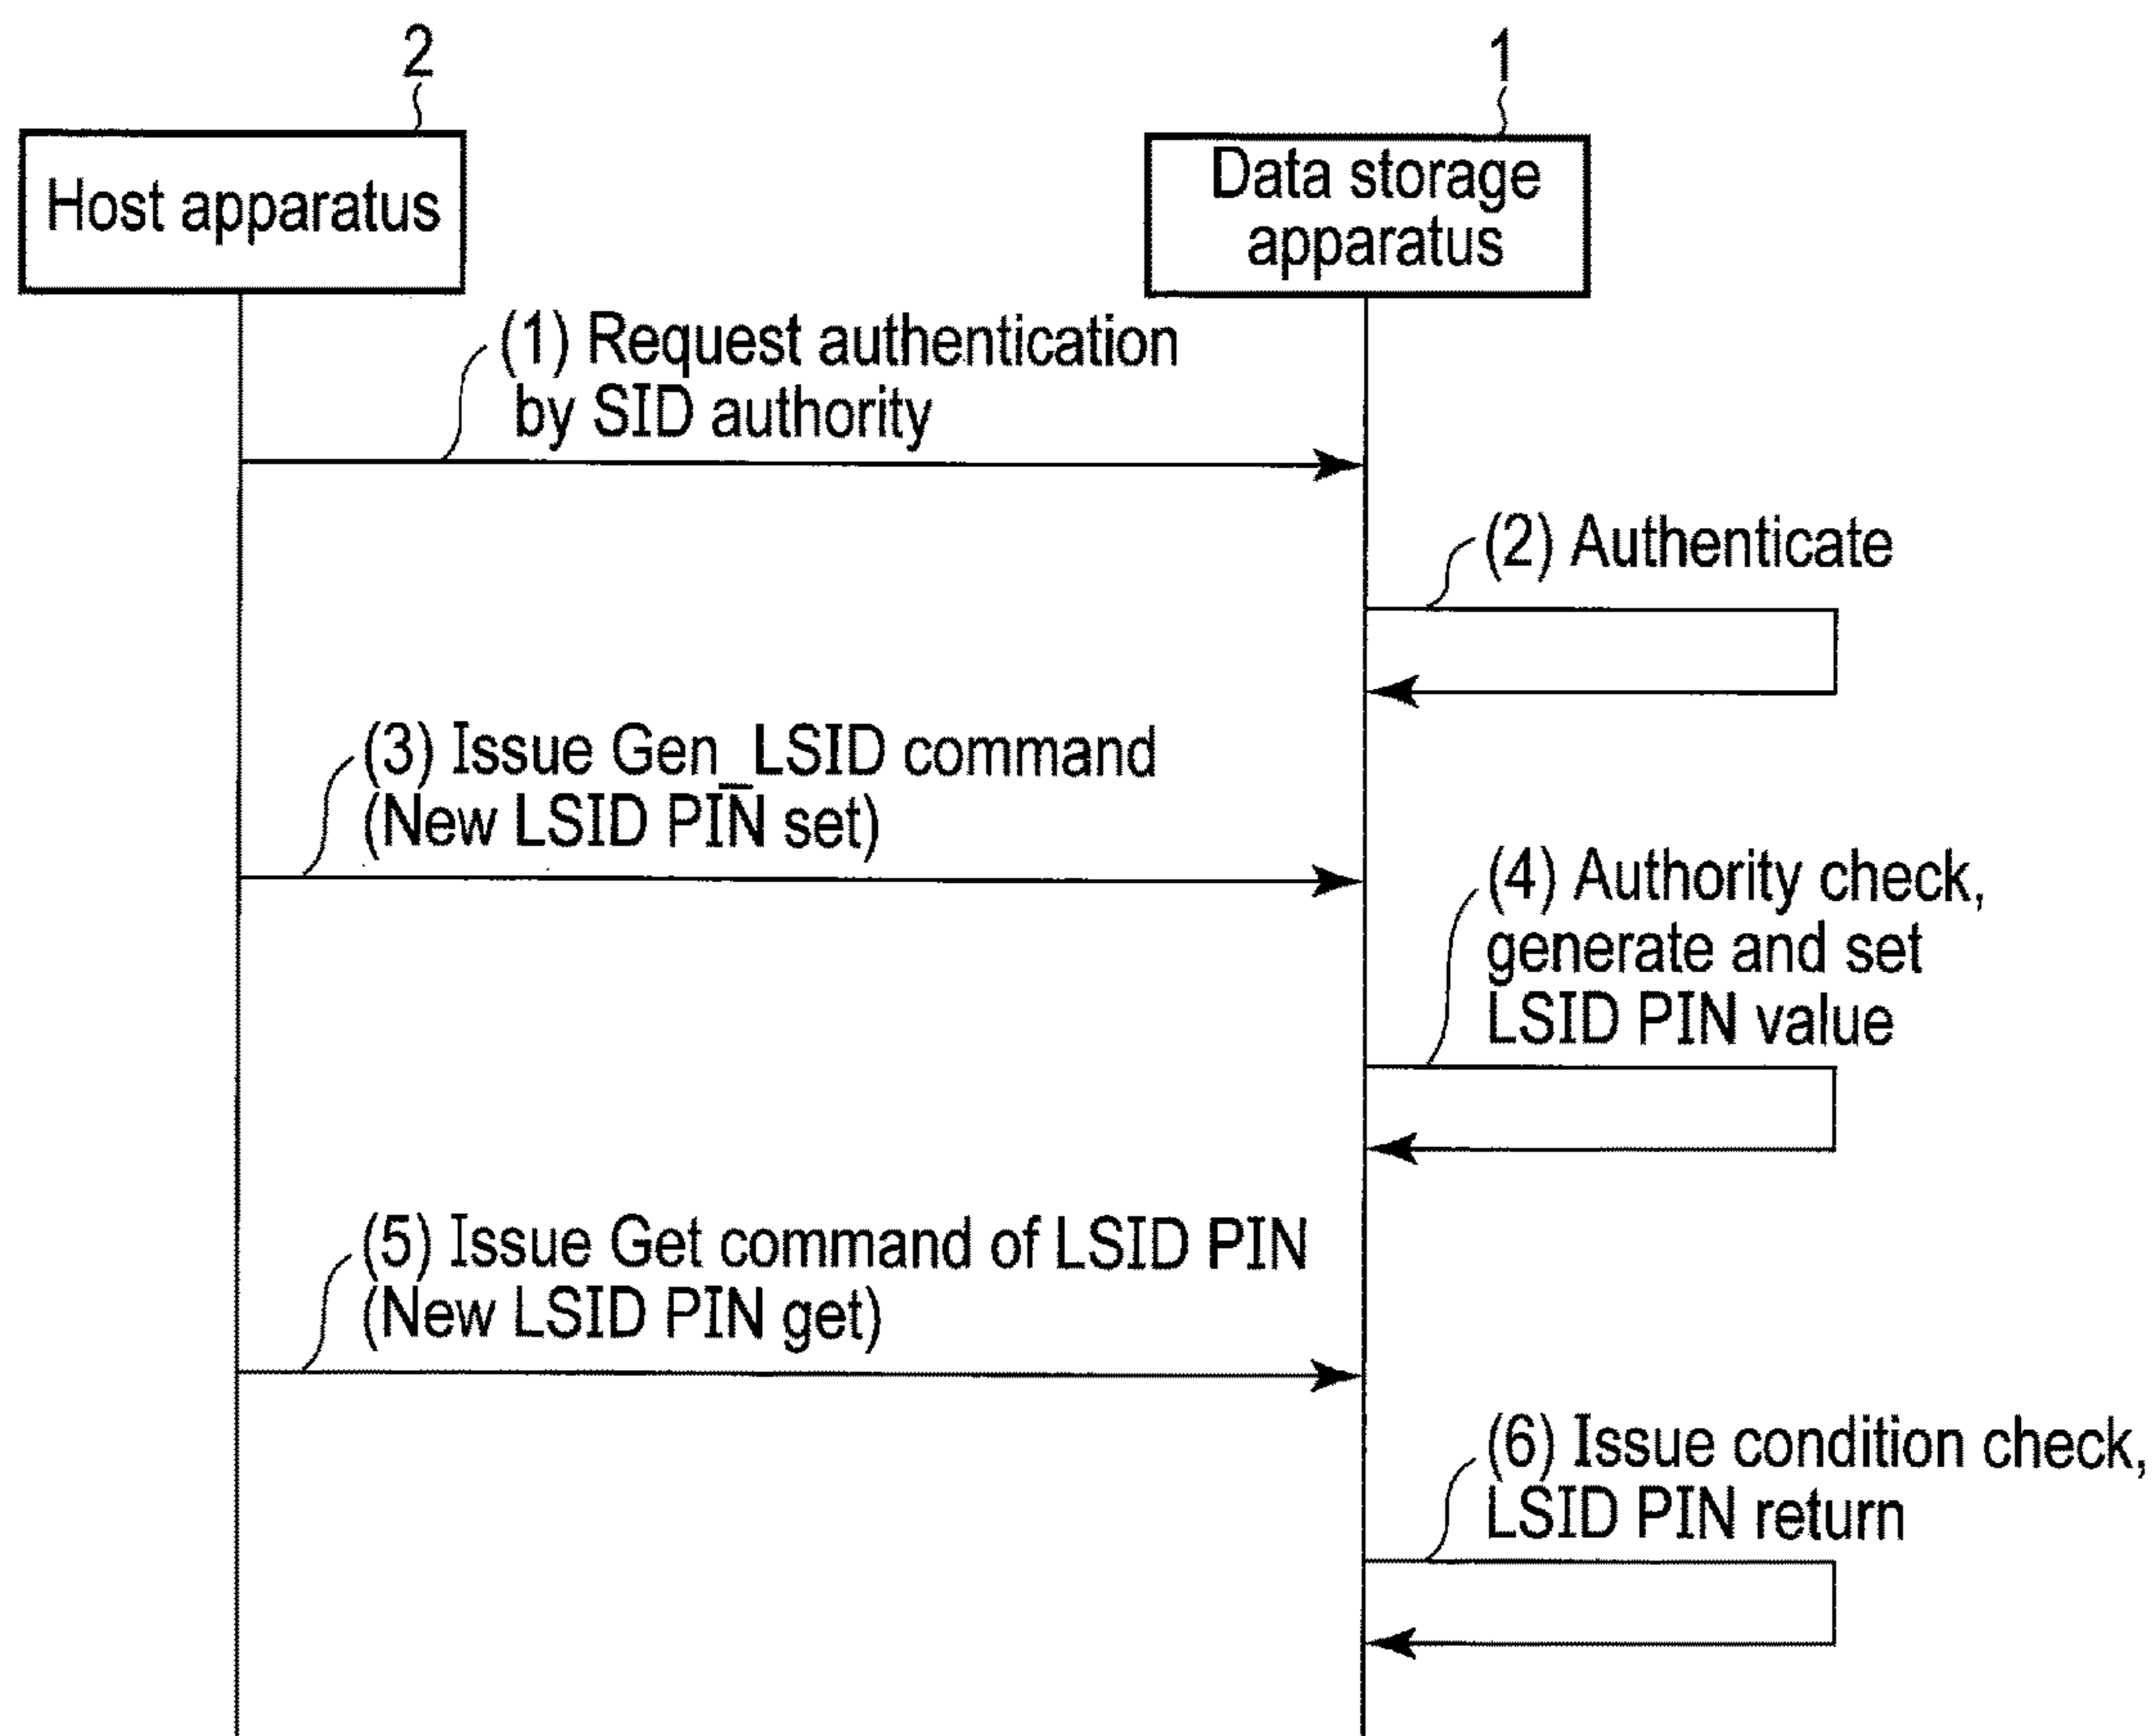 2
1
Host apparatus
Data storage
apparatus
(1) Request authentication
by SID authority
(2) Authenticate
(3) Issue Gen_LSID command
(New LSID PIN set)
(4) Authority check,
generate and set
LSID PIN value
(5) Issue Get command of LSID PIN
(New LSID PIN get)
(6) Issue condition check,
LSID PIN return